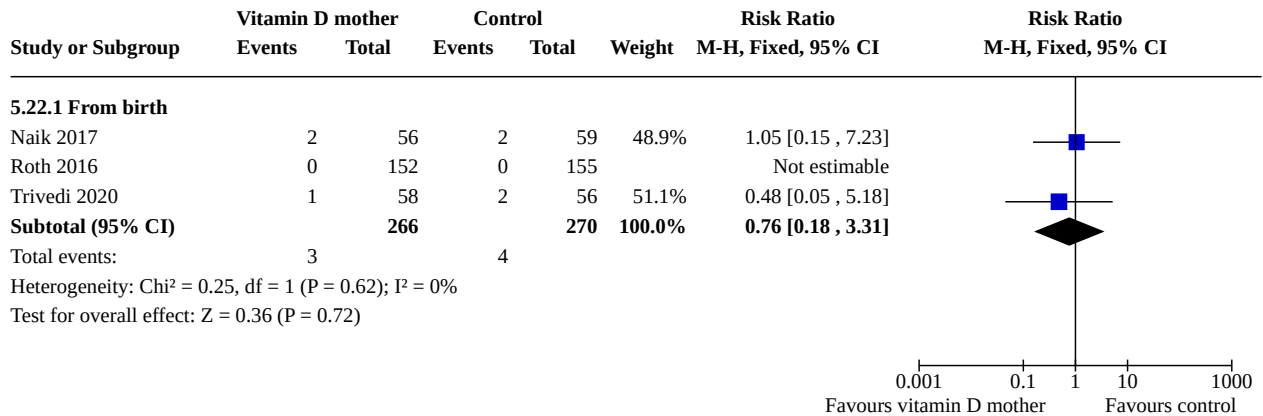 Vitamin D mother Control Risk Ratio Risk Ratio
Study or Subgroup Events Total Events Total Weight M-H, Fixed, 95% CI M-H, Fixed, 95% CI
5.22.1 From birth
Naik 2017 2 56 2 59 48.9% 1.05 [0.15 , 7.23]
Roth 2016 0 152 0 155 Not estimable
Trivedi 2020 1 58 2 56 51.1% 0.48 [0.05 , 5.18]
Subtotal (95% CI) 266 270 100.0% 0.76 [0.18 , 3.31]
Total events: 3 4
Heterogeneity: Chi² = 0.25, df = 1 (P = 0.62); I² = 0%
Test for overall effect: Z = 0.36 (P = 0.72)
0.001 0.1 1 10 1000
Favours vitamin D mother Favours control